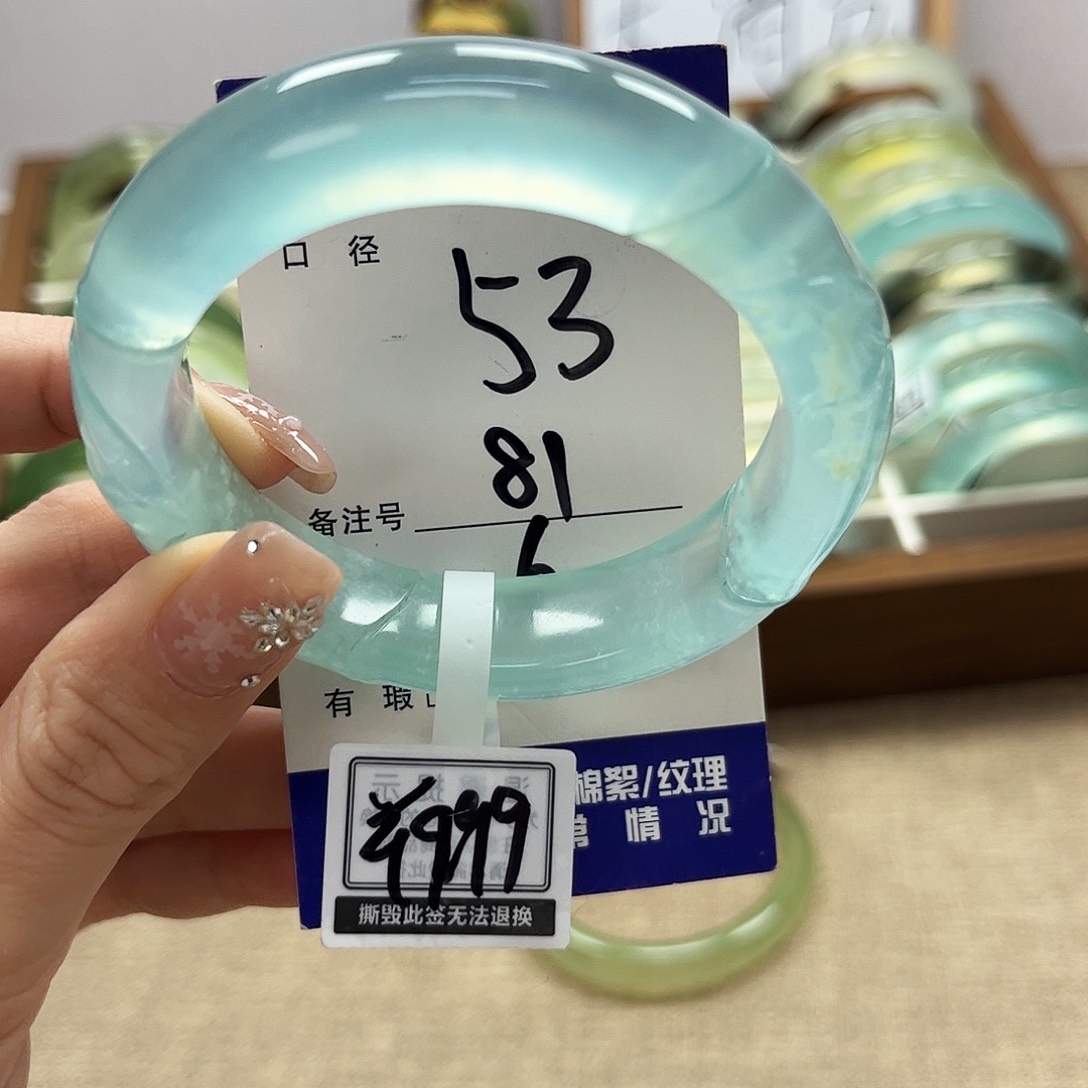 口 径
53
81
备注号
6
有 瑕
棉絮/纹理
情 况
¥999
撕毁此签无法退换